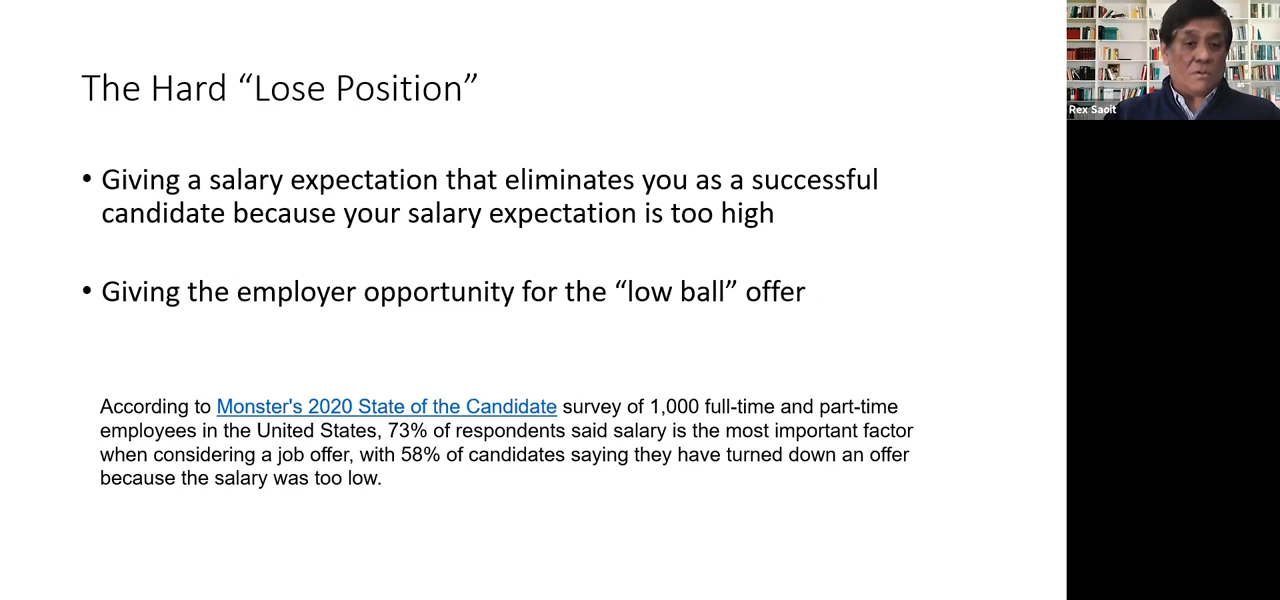 The Hard “Lose Position”
• Giving a salary expectation that eliminates you as a successful
candidate because your salary expectation is too high
• Giving the employer opportunity for the “low ball” offer
According to Monster's 2020 State of the Candidate survey of 1,000 full-time and part-time
employees in the United States, 73% of respondents said salary is the most important factor
when considering a job offer, with 58% of candidates saying they have turned down an offer
because the salary was too low.
Rex Saoit